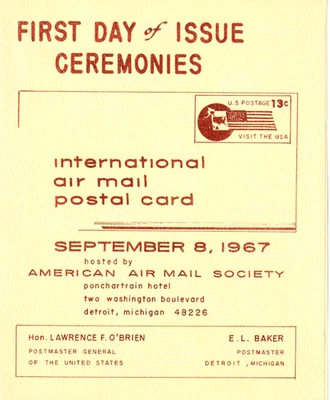 FIRST DAY of ISSUE
CEREMONIES
U.S. POSTAGE 13c
VISIT THE USA
international
air mail
postal card
SEPTEMBER 8, 1967
hosted by
AMERICAN AIR MAIL SOCIETY
ponchartrain hotel
two washington boulevard
detroit, michigan 48226
Hon. LAWRENCE F. O'BRIEN
POSTMASTER GENERAL
OF THE UNITED STATES
E. L. BAKER
POSTMASTER
DETROIT, MICHIGAN